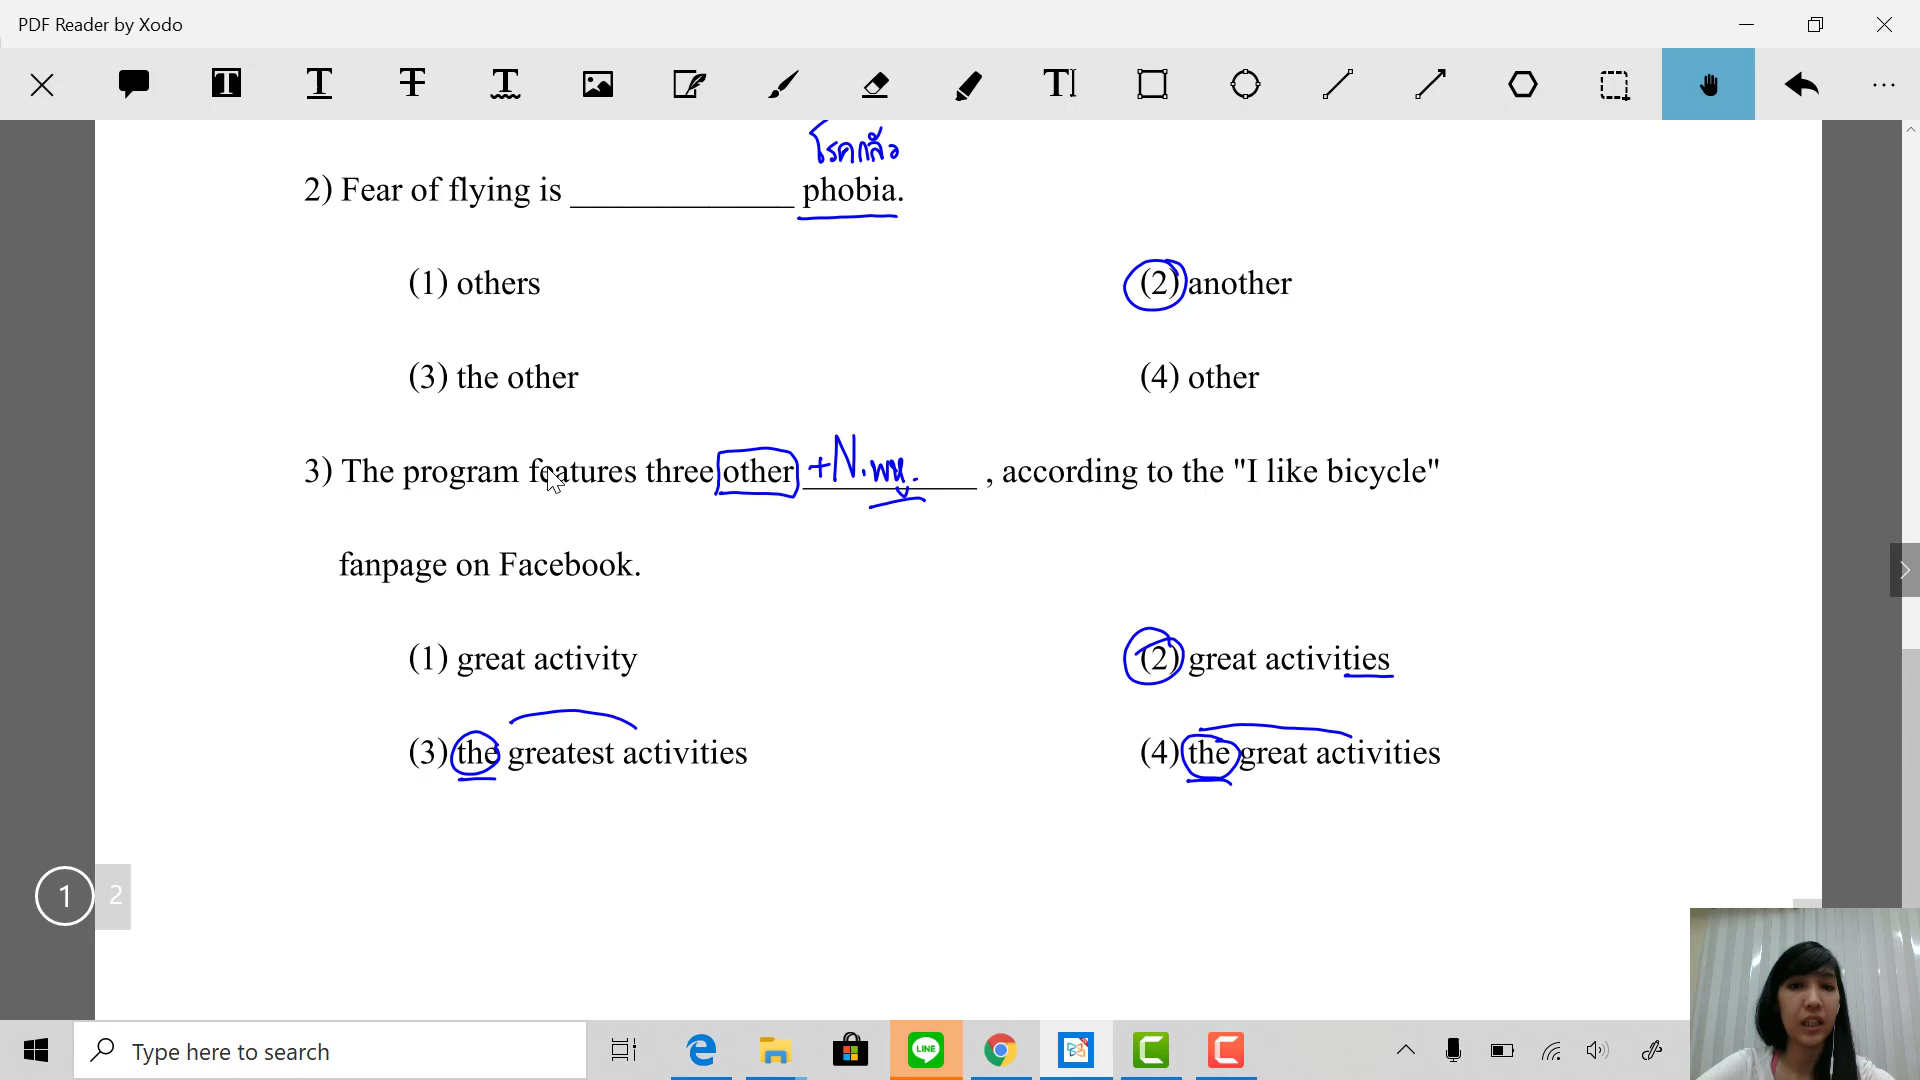 PDF Reader by Xodo
โรคกลัว
2) Fear of flying is _____________ phobia.
(1) others
(2) another
(3) the other
(4) other
3) The program features three other +N.พหู. __________ , according to the "I like bicycle"
fanpage on Facebook.
(1) great activity
(2) great activities
(3) the greatest activities
(4) the great activities
1
2
Type here to search
LINE